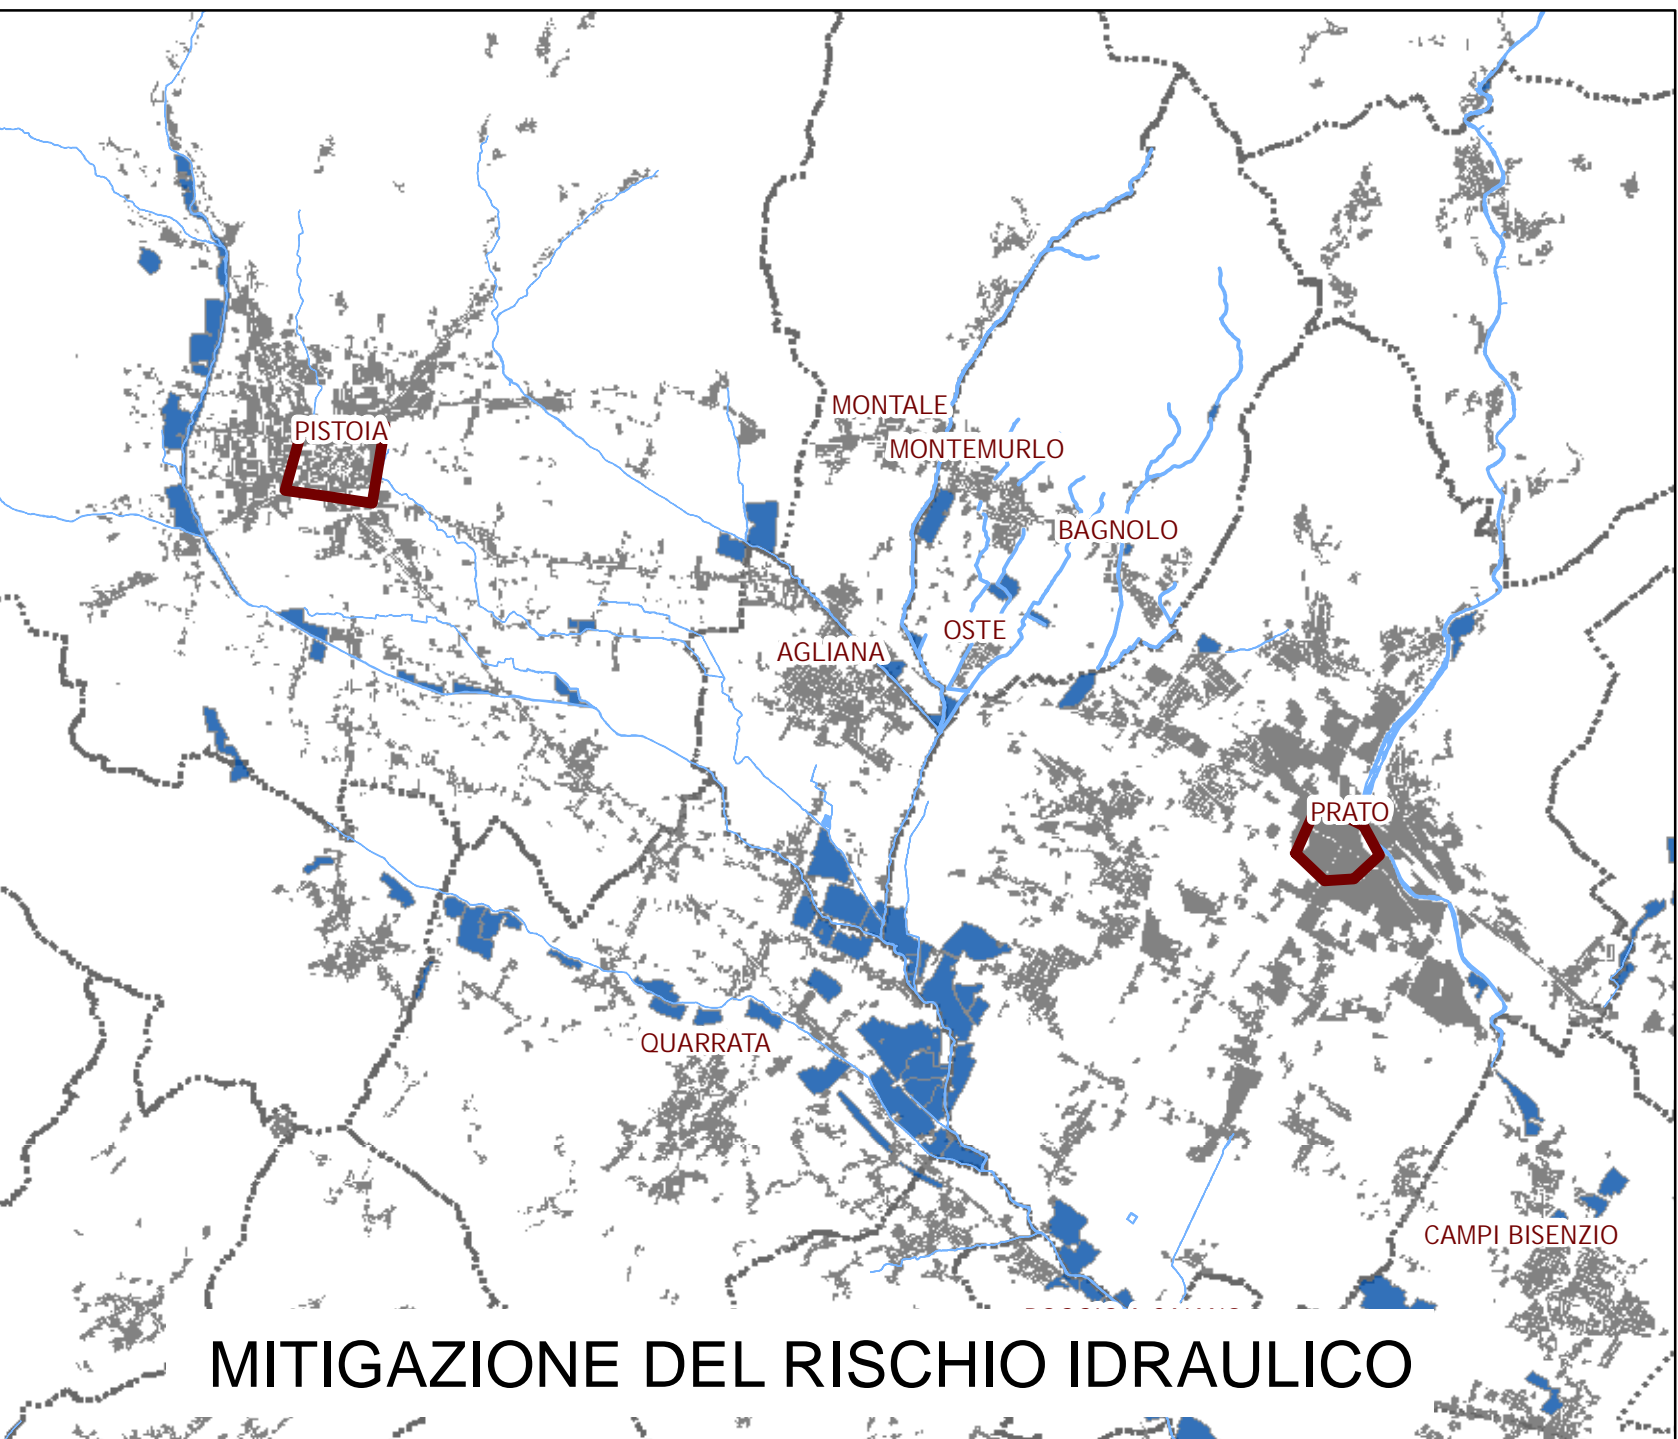 MONTALE
PISTOIA
MONTEMURLO
BAGNOLO
OSTE
AGLIANA
PRATO
QUARRATA
CAMPI BISENZIO
MITIGAZIONE DEL RISCHIO IDRAULICO